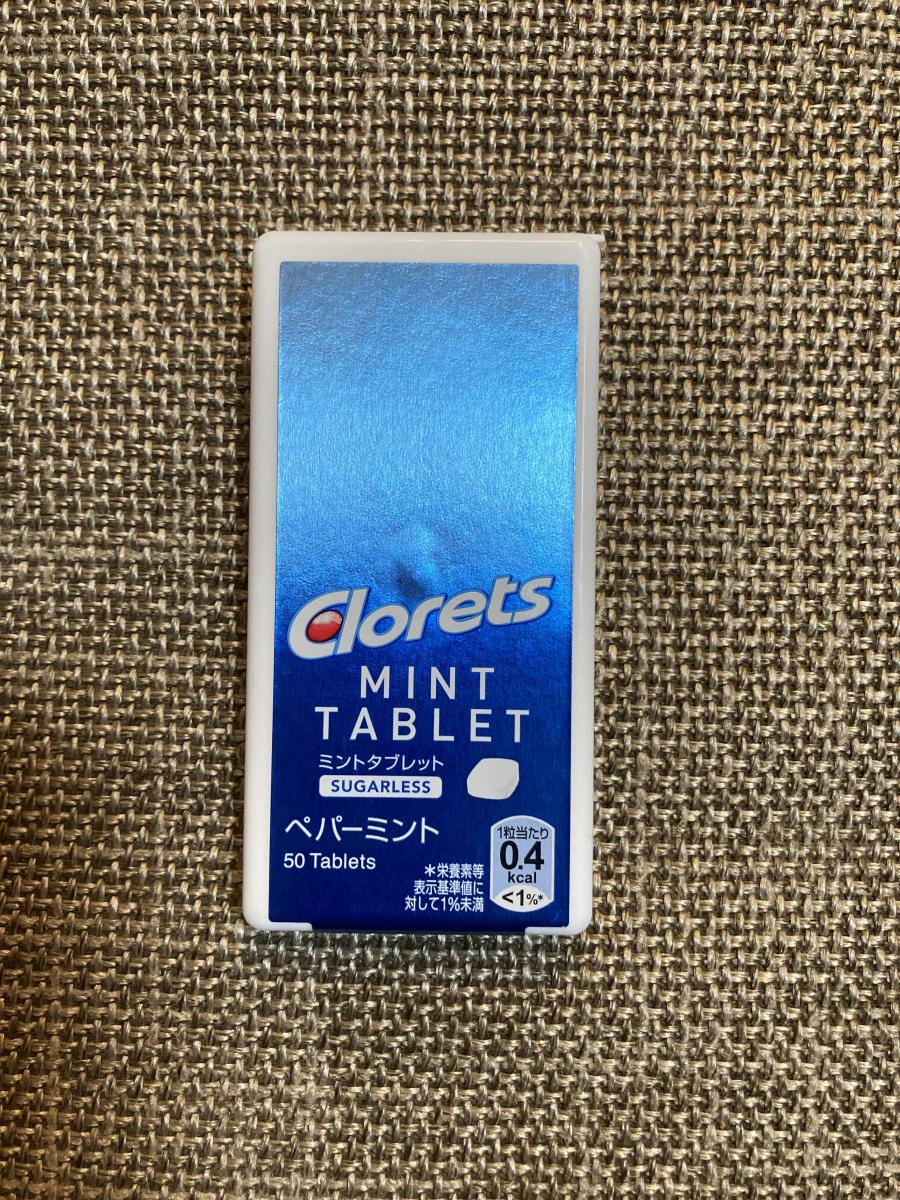 Clorets
MINT
TABLET
ミントタブレット
SUGARLESS
ペパーミント
50 Tablets
1粒当たり
0.4
kcal
<1%*
＊栄養素等
表示基準値に
対して1%未満